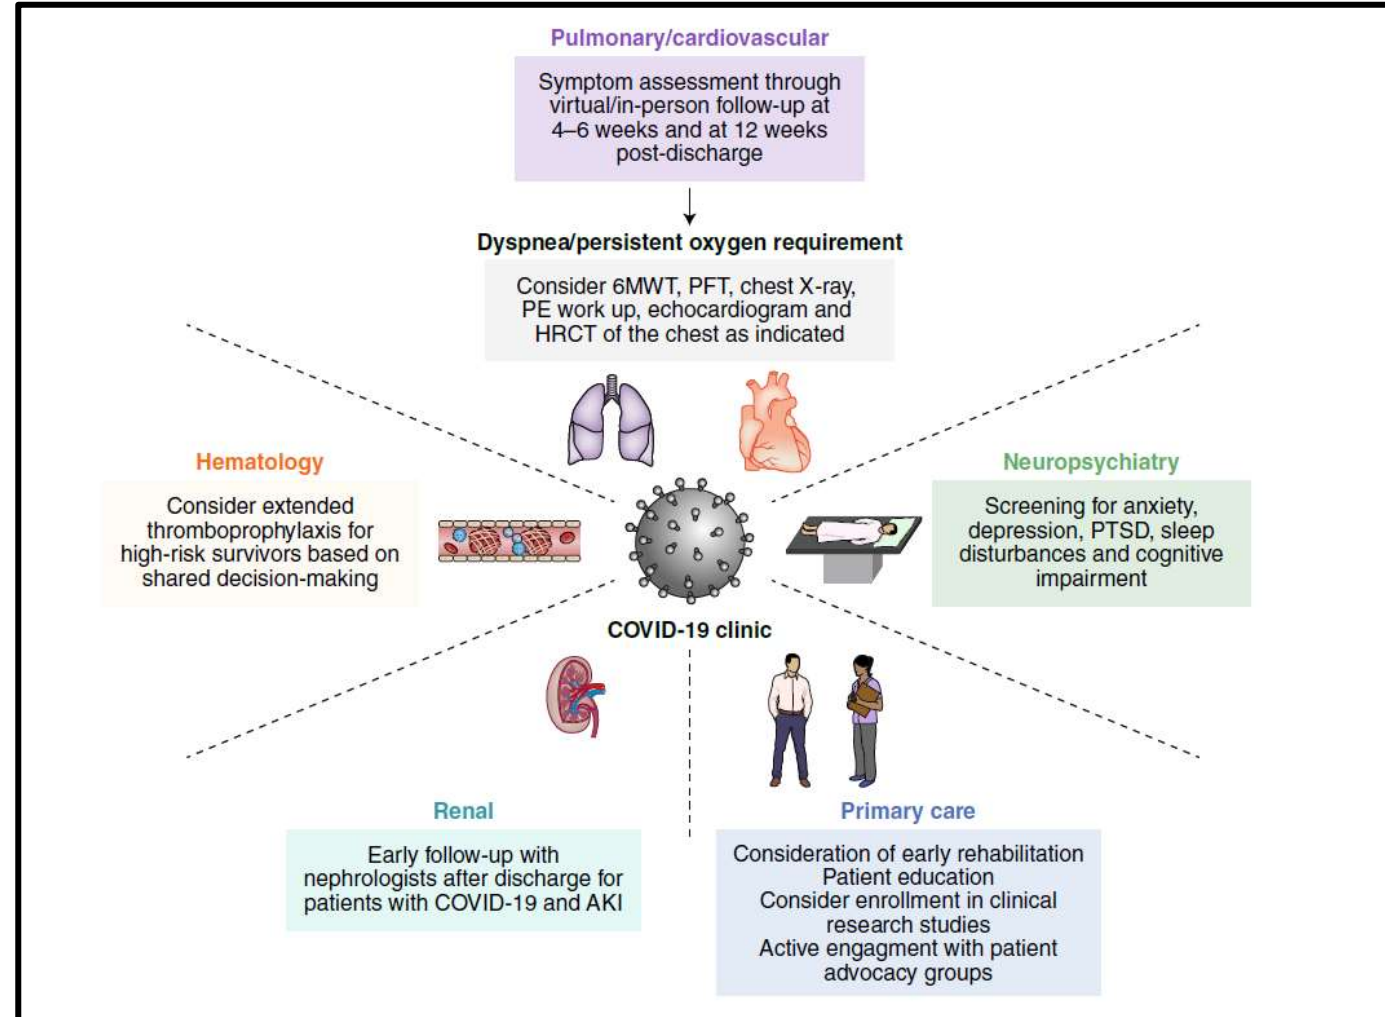 Pulmonary/cardiovascular
Symptom assessment through
virtual/in-person follow-up at
4–6 weeks and at 12 weeks
post-discharge
Dyspnea/persistent oxygen requirement
Consider 6MWT, PFT, chest X-ray,
PE work up, echocardiogram and
HRCT of the chest as indicated
Hematology
Consider extended
thromboprophylaxis for
high-risk survivors based on
shared decision-making
Neuropsychiatry
Screening for anxiety,
depression, PTSD, sleep
disturbances and cognitive
impairment
COVID-19 clinic
Renal
Early follow-up with
nephrologists after discharge for
patients with COVID-19 and AKI
Primary care
Consideration of early rehabilitation
Patient education
Consider enrollment in clinical
research studies
Active engagment with patient
advocacy groups